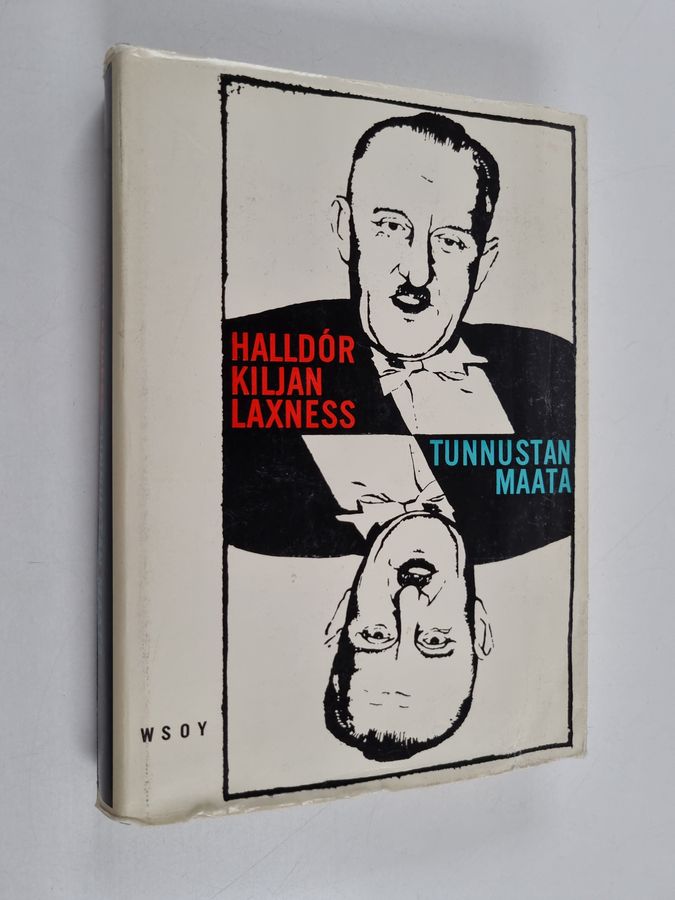 HALLDÓR
KILJAN
LAXNESS
TUNNUSTAN
MAATA
WSOY